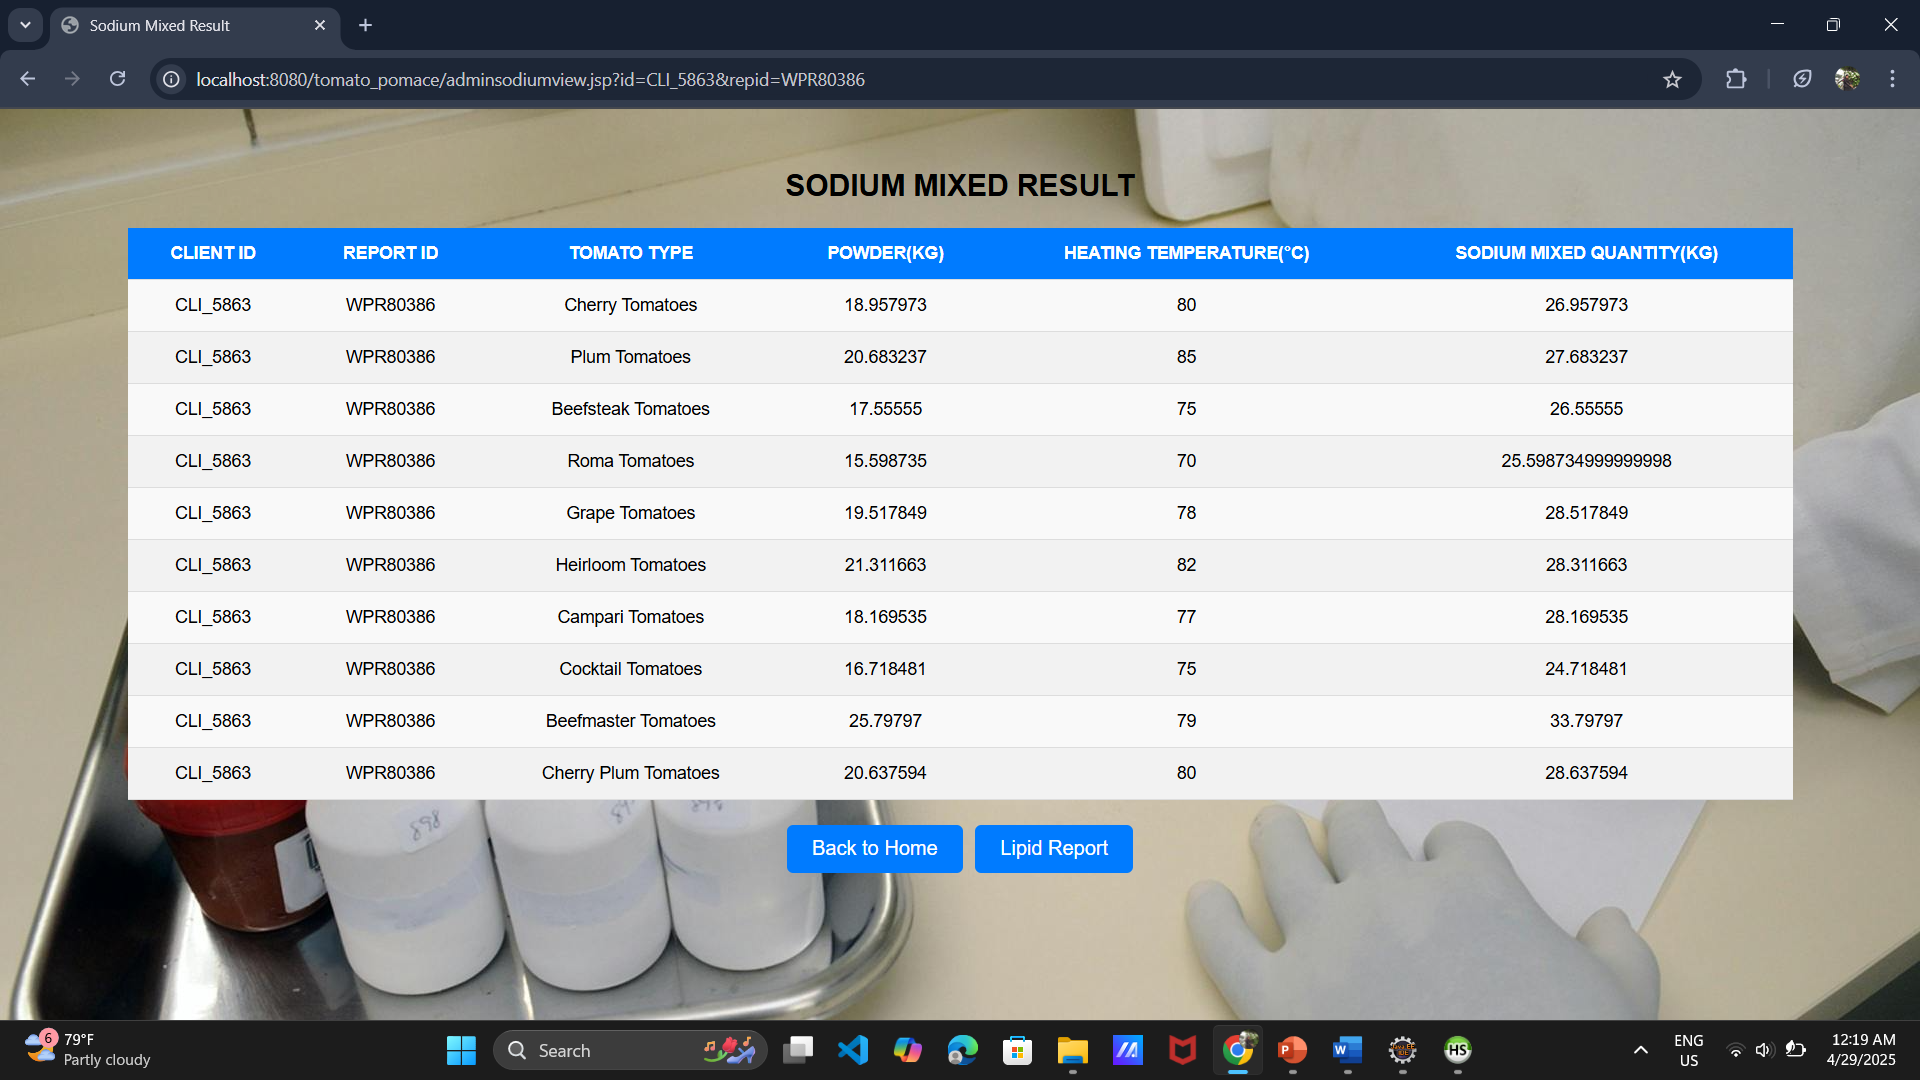 Sodium Mixed Result
localhost:8080/tomato_pomace/adminsodiumview.jsp?id=CLI_5863&repid=WPR80386
SODIUM MIXED RESULT
CLIENT ID REPORT ID TOMATO TYPE POWDER(KG) HEATING TEMPERATURE(°C) SODIUM MIXED QUANTITY(KG)
CLI_5863 WPR80386 Cherry Tomatoes 18.957973 80 26.957973
CLI_5863 WPR80386 Plum Tomatoes 20.683237 85 27.683237
CLI_5863 WPR80386 Beefsteak Tomatoes 17.55555 75 26.55555
CLI_5863 WPR80386 Roma Tomatoes 15.598735 70 25.598734999999998
CLI_5863 WPR80386 Grape Tomatoes 19.517849 78 28.517849
CLI_5863 WPR80386 Heirloom Tomatoes 21.311663 82 28.311663
CLI_5863 WPR80386 Campari Tomatoes 18.169535 77 28.169535
CLI_5863 WPR80386 Cocktail Tomatoes 16.718481 75 24.718481
CLI_5863 WPR80386 Beefmaster Tomatoes 25.79797 79 33.79797
CLI_5863 WPR80386 Cherry Plum Tomatoes 20.637594 80 28.637594
Back to Home Lipid Report
6
79°F
Partly cloudy
Search
P
W
HS
ENG
US
12:19 AM
4/29/2025